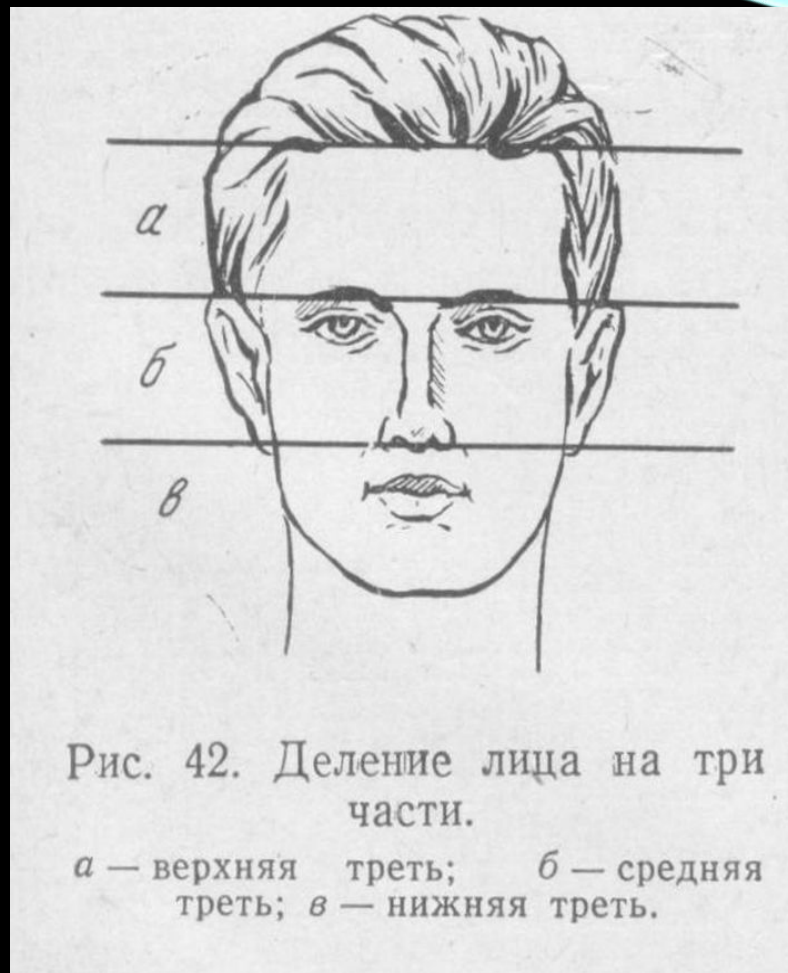 а
б
в
Рис. 42. Деление лица на три
части.
а — верхняя треть; б — средняя
треть; в — нижняя треть.